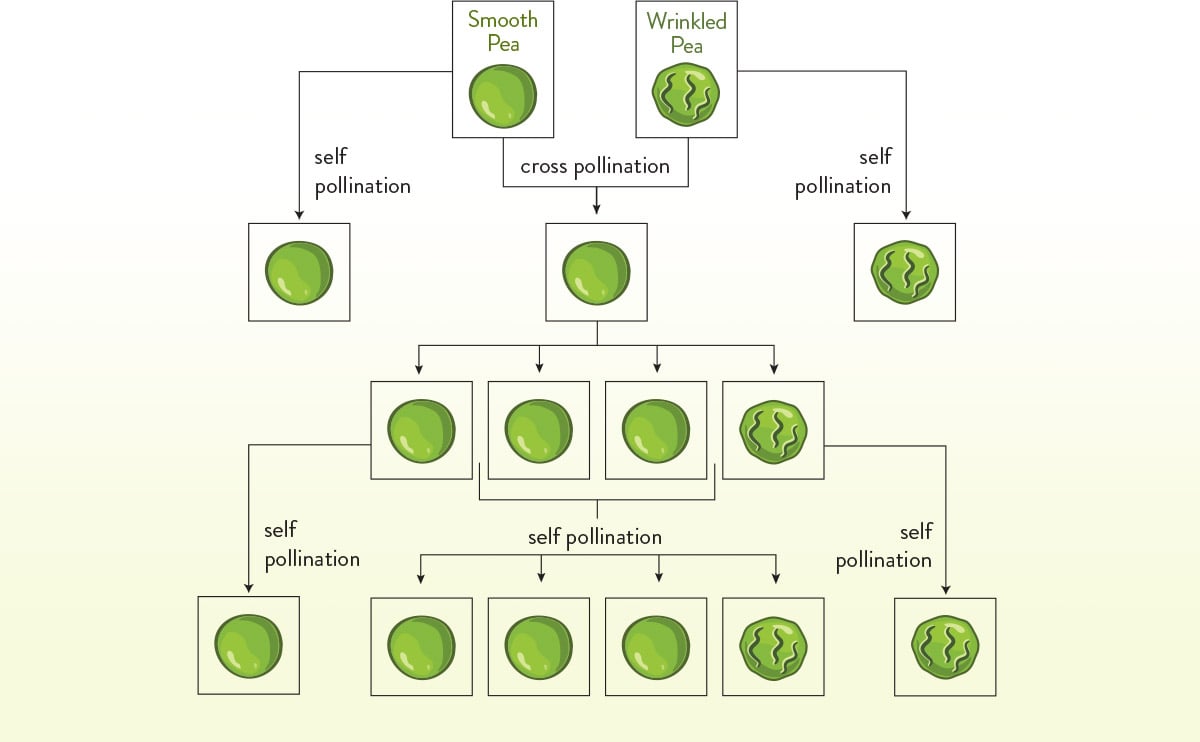 Smooth
Pea
Wrinkled
Pea
self
pollination
cross pollination
self
pollination
self
pollination
self pollination
self
pollination